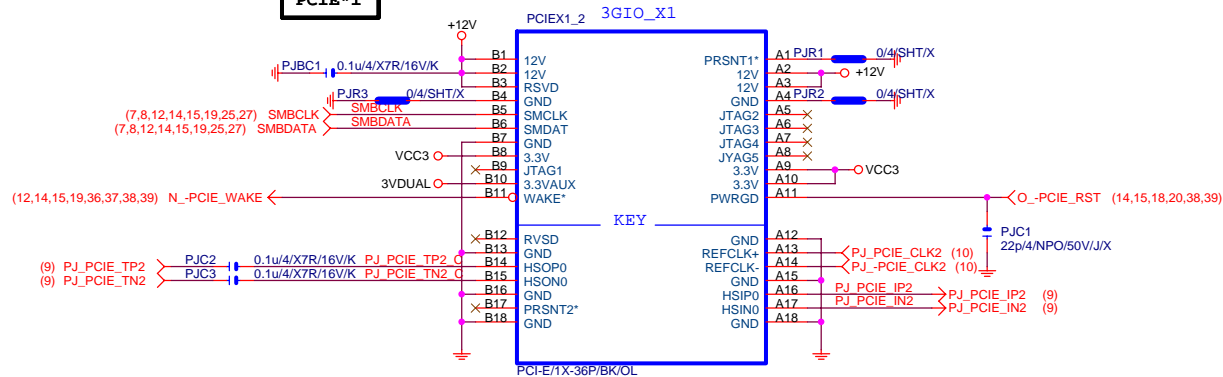 PCIE*1
PCIEX1_2 3GIO_X1
+12V
PJBC1 0.1u/4/X7R/16V/K
B1 12V
B2 12V
B3 RSVD
PJR3 0/4/SHT/X
B4 GND
(7,8,12,14,15,19,25,27) SMBCLK SMBCLK B5 SMCLK
(7,8,12,14,15,19,25,27) SMBDATA SMBDATA B6 SMDAT
B7 GND
VCC3 B8 3.3V
B9 JTAG1
3VDUAL B10 3.3VAUX
(12,14,15,19,36,37,38,39) N_-PCIE_WAKE B11 WAKE*
KEY
B12 RVSD
B13 GND
(9) PJ_PCIE_TP2 PJC2 0.1u/4/X7R/16V/K PJ_PCIE_TP2_C B14 HSOP0
(9) PJ_PCIE_TN2 PJC3 0.1u/4/X7R/16V/K PJ_PCIE_TN2_C B15 HSON0
B16 GND
B17 PRSNT2*
B18 GND
PRSNT1* A1 PJR1 0/4/SHT/X
12V A2 +12V
12V A3
GND A4 PJR2 0/4/SHT/X
JTAG2 A5
JTAG3 A6
JTAG4 A7
JYAG5 A8
3.3V A9 VCC3
3.3V A10
PWRGD A11 O_-PCIE_RST (14,15,18,20,38,39)
PJC1
22p/4/NPO/50V/J/X
GND A12
REFCLK+ A13 PJ_PCIE_CLK2 (10)
REFCLK- A14 PJ_-PCIE_CLK2 (10)
GND A15
HSIP0 A16 PJ_PCIE_IP2 PJ_PCIE_IP2 (9)
HSIN0 A17 PJ_PCIE_IN2 PJ_PCIE_IN2 (9)
GND A18
PCI-E/1X-36P/BK/OL